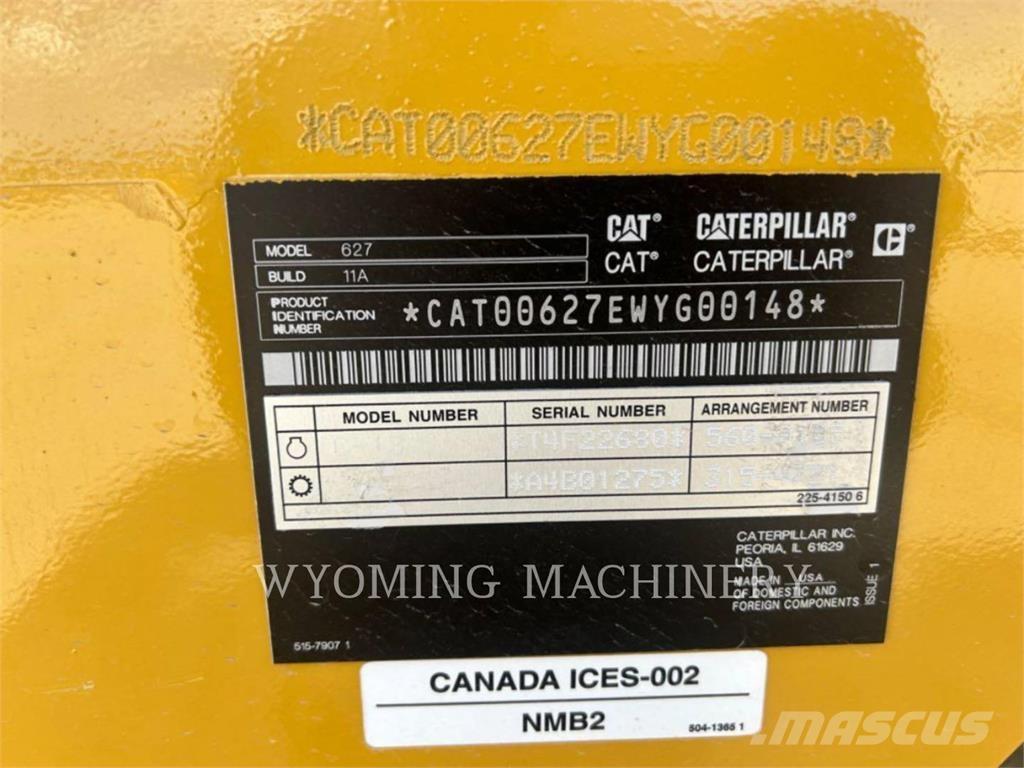 *CAT00627EWYG00148*
CAT® CATERPILLAR®
CAT® CATERPILLAR®
MODEL 627
BUILD 11A
PRODUCT
IDENTIFICATION
NUMBER
*CAT00627EWYG00148*
MODEL NUMBER SERIAL NUMBER ARRANGEMENT NUMBER
*T4F22680*
*A4B01275*
225-4150 6
CATERPILLAR INC.
PEORIA, IL 61629
USA
MADE IN USA
OF DOMESTIC AND
FOREIGN COMPONENTS
ISSUE 1
WYOMING MACHINERY
515-7907 1
CANADA ICES-002
NMB2
504-1365 1
MASCUS